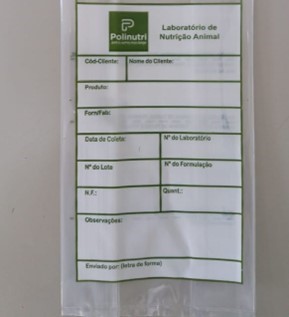 Polinutri
Laboratório de
Nutrição Animal
Cód-Cliente: Nome do Cliente:
Produto:
Forn/Fab:
Data de Coleta: Nº do Laboratório
Nº do Lote Nº do Formulação
N.F.: Quant.:
Observações:
Enviado por: (letra de forma)